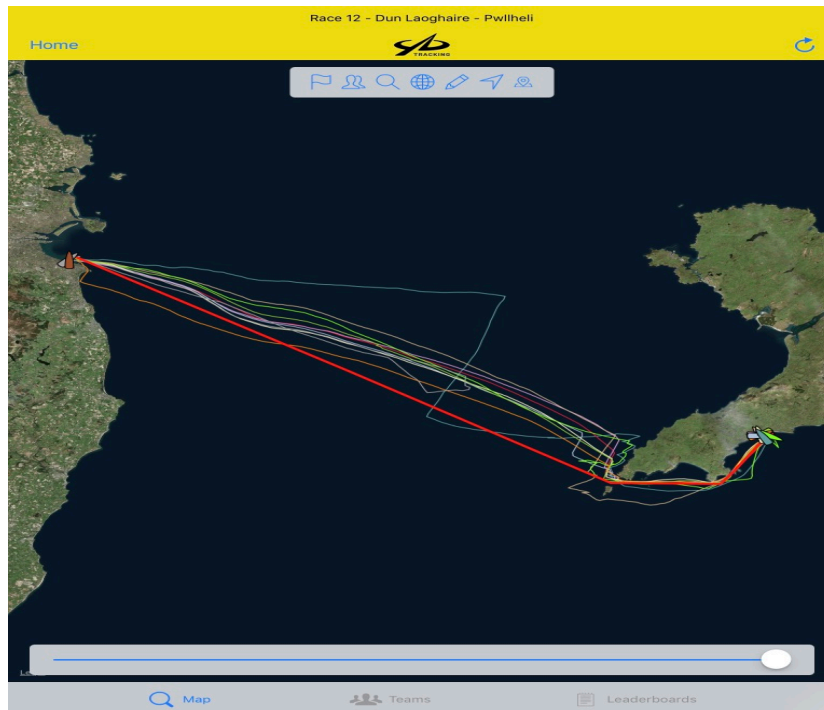 Race 12 - Dun Laoghaire - Pwllheli
Home
TRACKING
Map
Teams
Leaderboards